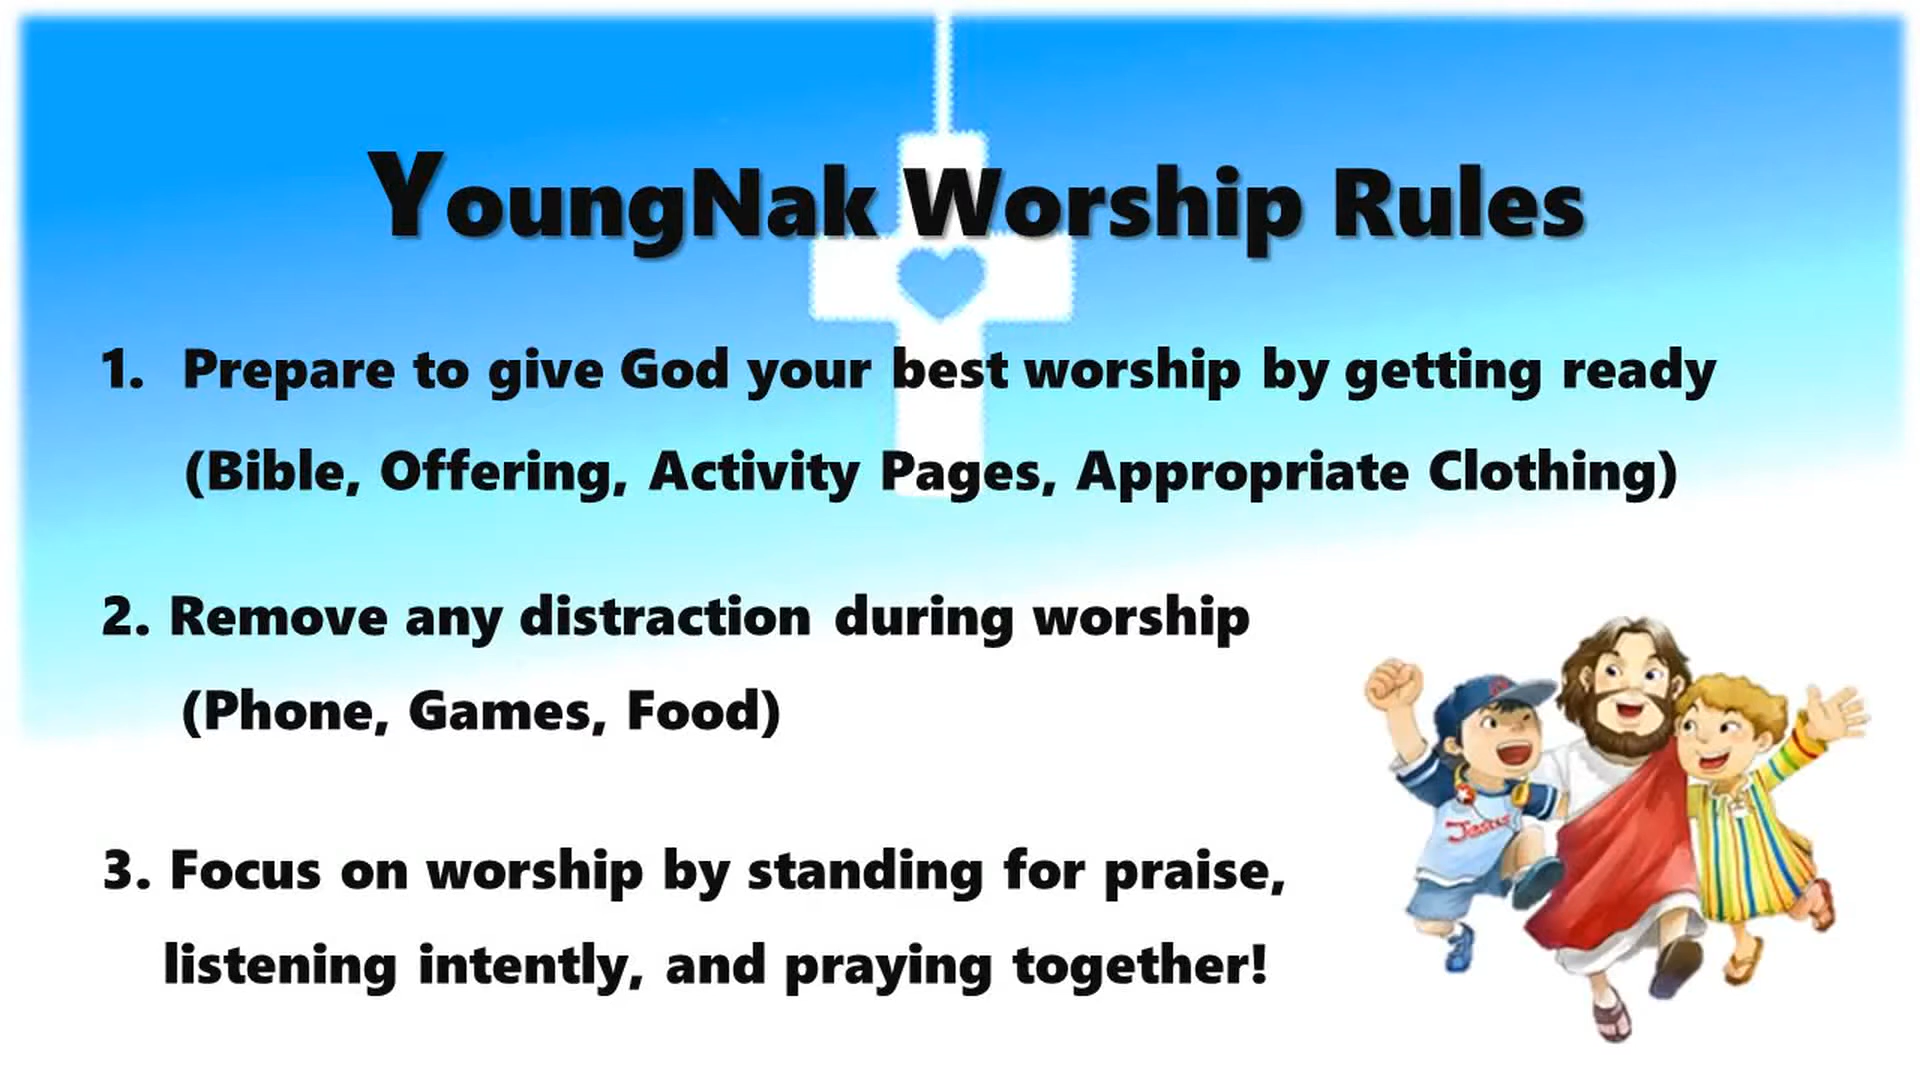 YoungNak Worship Rules
1. Prepare to give God your best worship by getting ready
(Bible, Offering, Activity Pages, Appropriate Clothing)
2. Remove any distraction during worship
(Phone, Games, Food)
3. Focus on worship by standing for praise,
listening intently, and praying together!